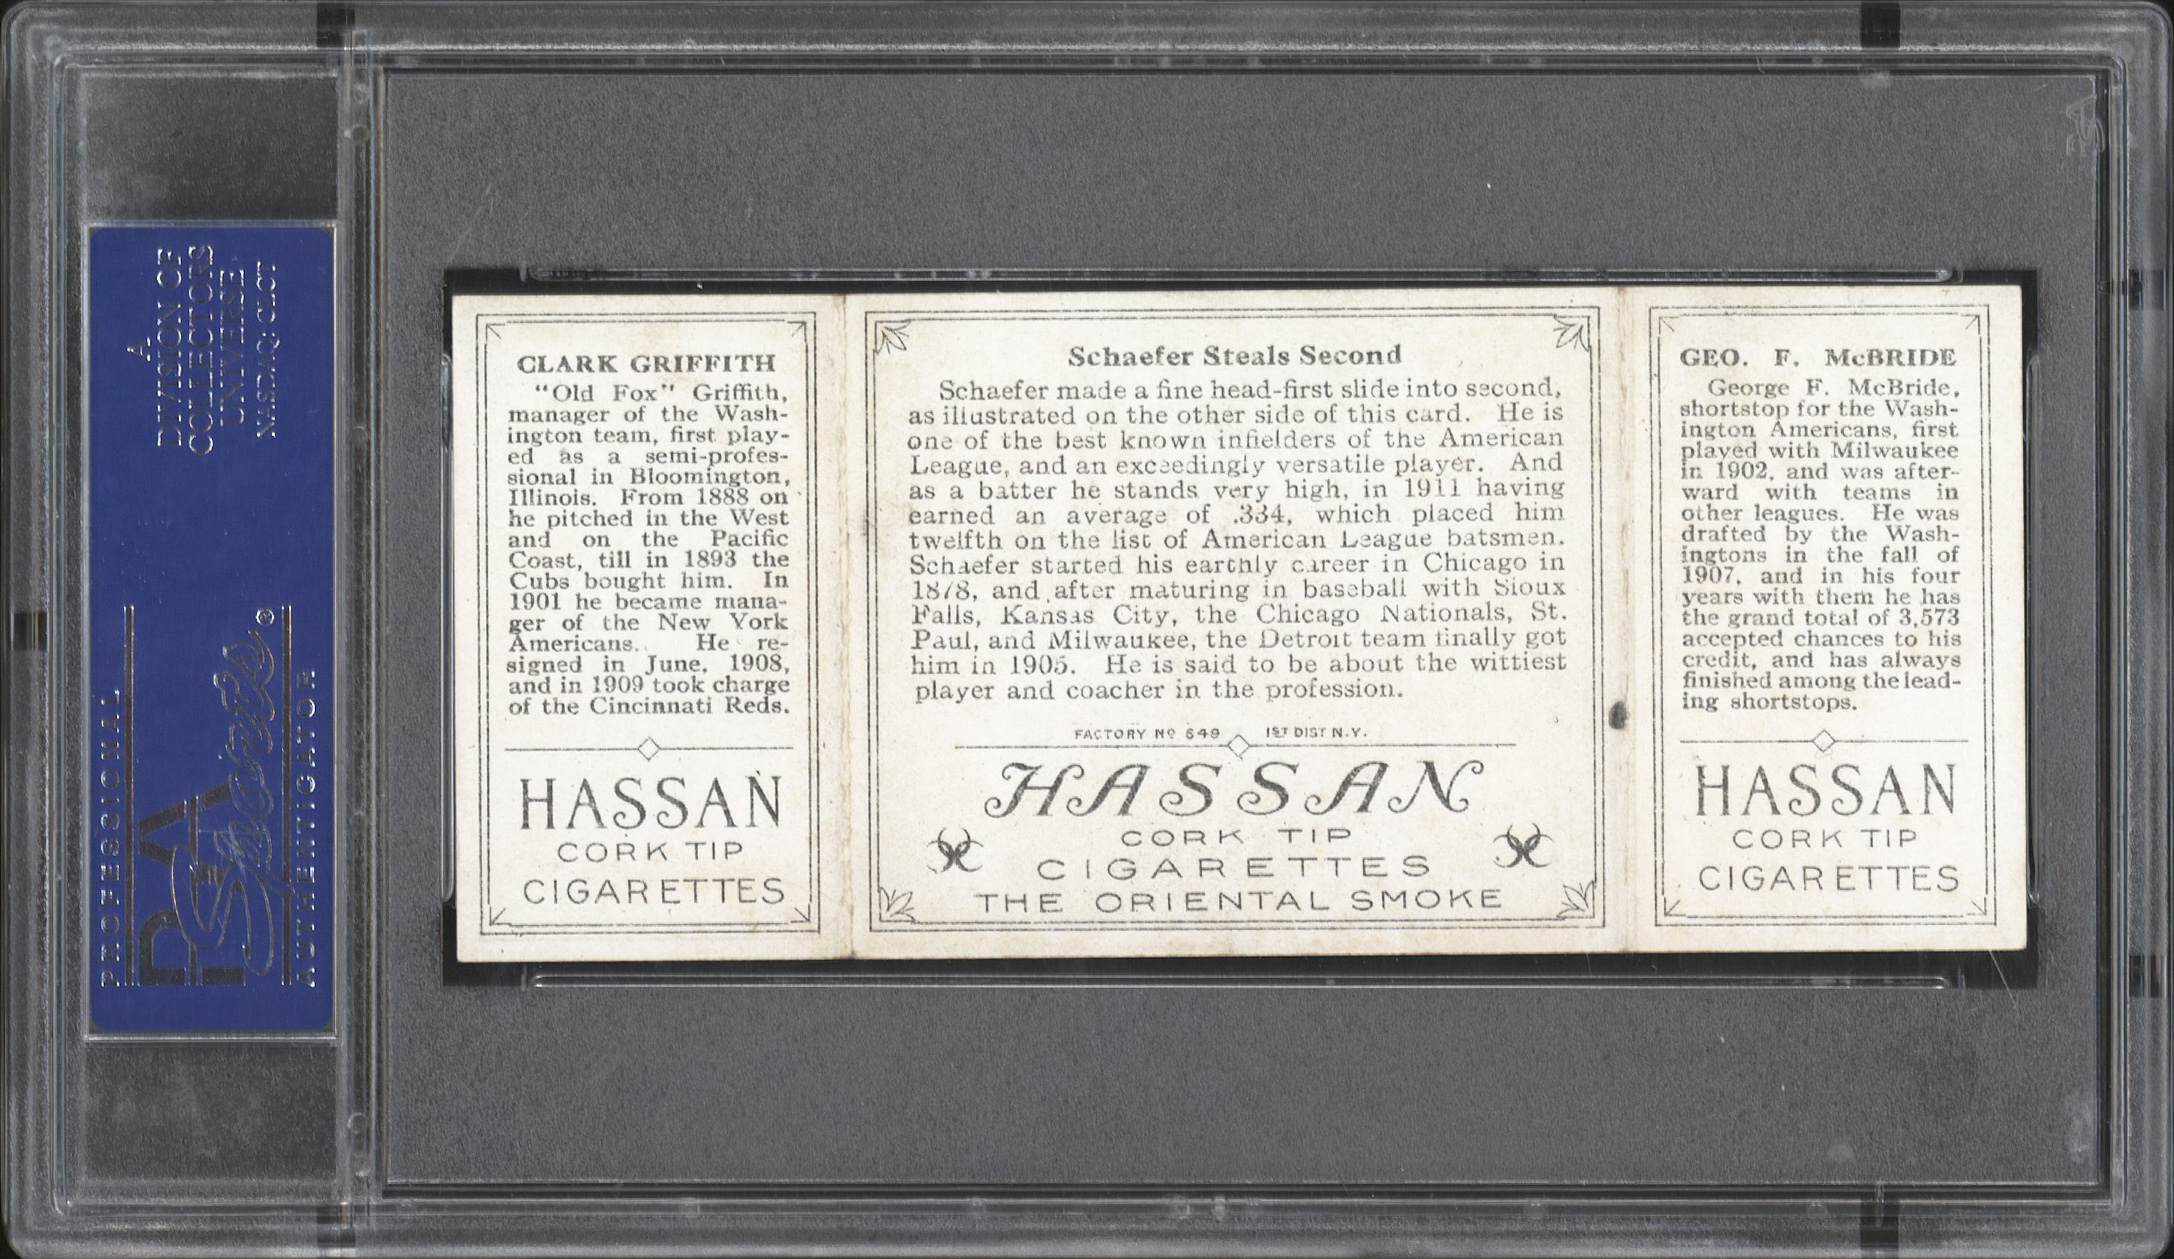 A
DIVISION OF
COLLECTORS
UNIVERSE
NASDAQ: CLCT
PROFESSIONAL
PSA
Sports
®
AUTHENTICATOR
CLARK GRIFFITH
"Old Fox" Griffith,
manager of the Wash-
ington team, first play-
ed as a semi-profes-
sional in Bloomington,
Illinois. From 1888 on
he pitched in the West
and on the Pacific
Coast, till in 1893 the
Cubs bought him. In
1901 he became mana-
ger of the New York
Americans. He re-
signed in June, 1908,
and in 1909 took charge
of the Cincinnati Reds.
HASSAN
CORK TIP
CIGARETTES
Schaefer Steals Second
Schaefer made a fine head-first slide into second,
as illustrated on the other side of this card. He is
one of the best known infielders of the American
League, and an exceedingly versatile player. And
as a batter he stands very high, in 1911 having
earned an average of .334, which placed him
twelfth on the list of American League batsmen.
Schaefer started his earthly career in Chicago in
1878, and after maturing in baseball with Sioux
Falls, Kansas City, the Chicago Nationals, St.
Paul, and Milwaukee, the Detroit team finally got
him in 1905. He is said to be about the wittiest
player and coacher in the profession.
FACTORY Nº 649 1ST DIST N.Y.
HASSAN
CORK TIP
CIGARETTES
THE ORIENTAL SMOKE
GEO. F. McBRIDE
George F. McBride,
shortstop for the Wash-
ington Americans, first
played with Milwaukee
in 1902, and was after-
ward with teams in
other leagues. He was
drafted by the Wash-
ingtons in the fall of
1907, and in his four
years with them he has
the grand total of 3,573
accepted chances to his
credit, and has always
finished among the lead-
ing shortstops.
HASSAN
CORK TIP
CIGARETTES